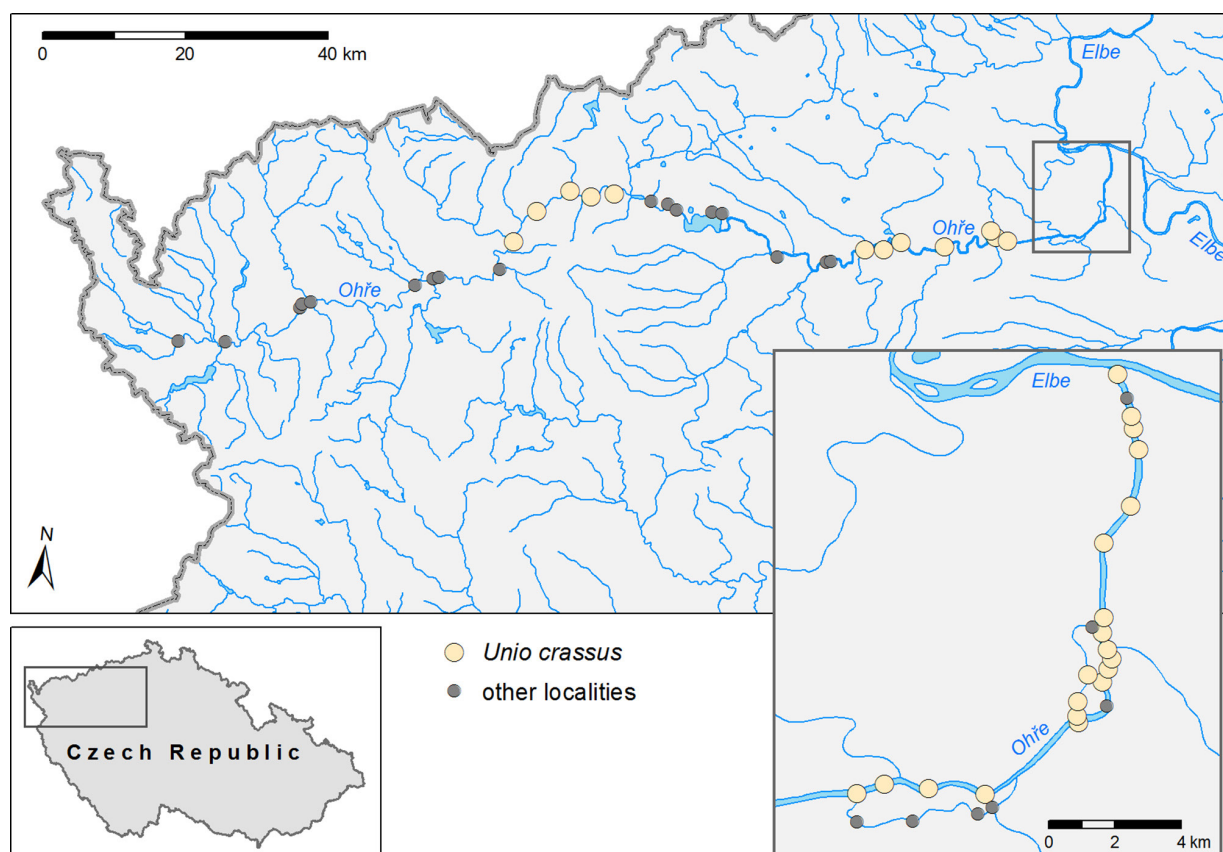 0 20 40 km
Elbe
Ohře
Elbe
Ohře
N
Elbe
Ohře
0 2 4 km
Unio crassus
other localities
Czech Republic